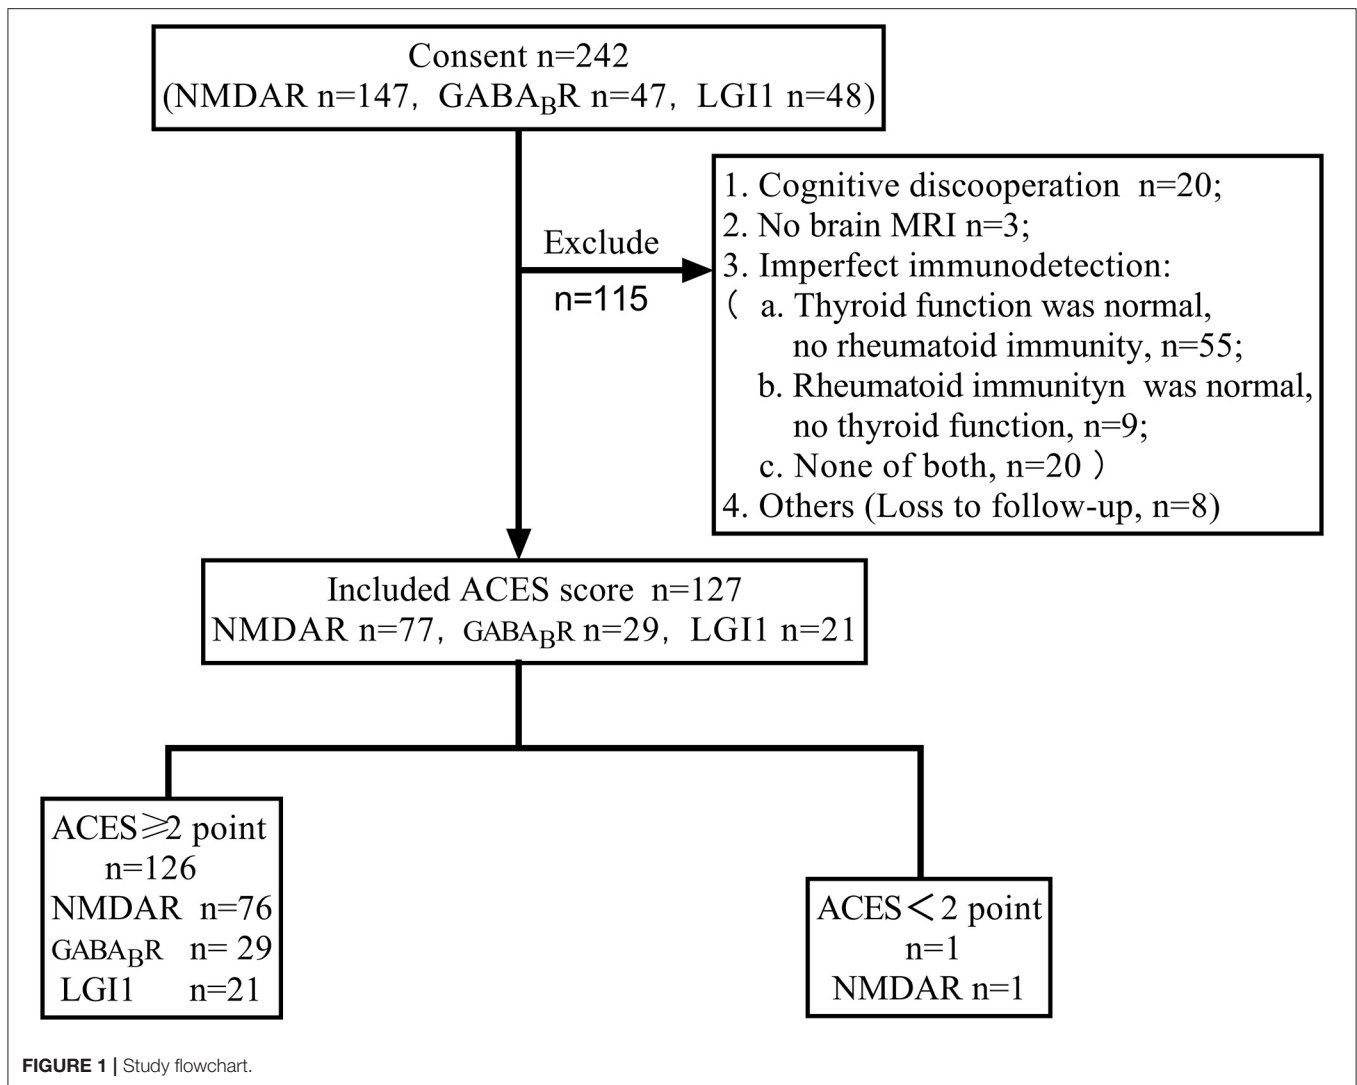 Consent n=242
(NMDAR n=147, GABABR n=47, LGI1 n=48)
Exclude
n=115
1. Cognitive discooperation n=20;
2. No brain MRI n=3;
3. Imperfect immunodetection:
( a. Thyroid function was normal,
no rheumatoid immunity, n=55;
b. Rheumatoid immunityn was normal,
no thyroid function, n=9;
c. None of both, n=20 )
4. Others (Loss to follow-up, n=8)
Included ACES score n=127
NMDAR n=77, GABABR n=29, LGI1 n=21
ACES≥2 point
n=126
NMDAR n=76
GABABR n= 29
LGI1 n=21
ACES<2 point
n=1
NMDAR n=1
FIGURE 1 | Study flowchart.